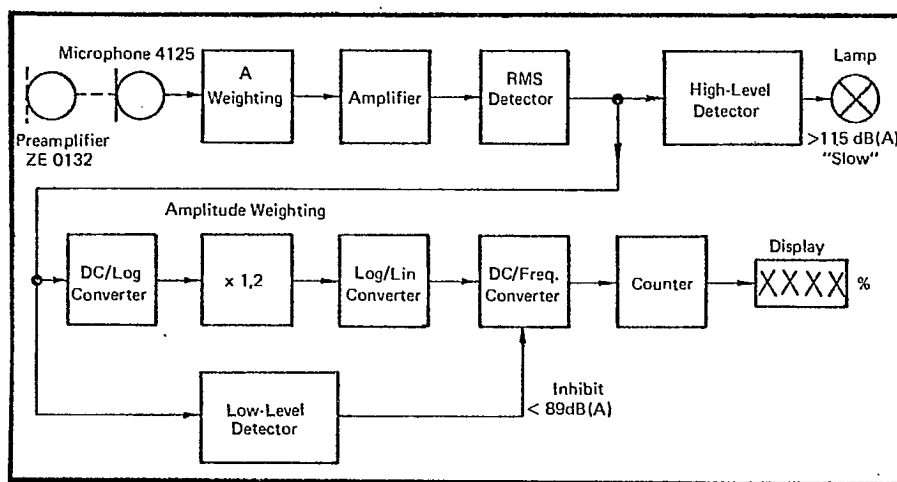 Microphone 4125
Preamplifier
ZE 0132
A
Weighting
Amplifier
RMS
Detector
High-Level
Detector
Lamp
>115 dB(A)
"Slow"
Amplitude Weighting
DC/Log
Converter
x 1,2
Log/Lin
Converter
DC/Freq.
Converter
Counter
Display
XXXX %
Low-Level
Detector
Inhibit
< 89dB(A)